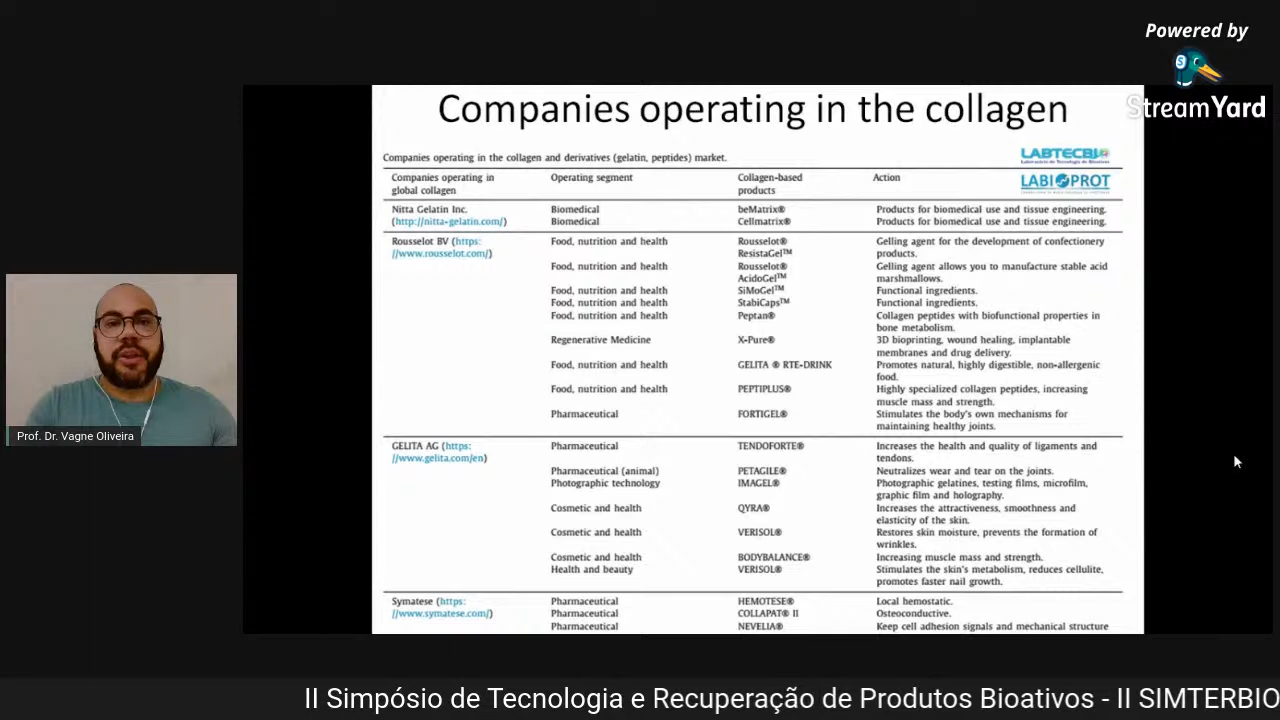 Powered by
StreamYard
Companies operating in the collagen
Companies operating in the collagen and derivatives (gelatin, peptides) market.
LABTECBIO
LABIOPROT
Companies operating in global collagen Operating segment Collagen-based products Action
Nitta Gelatin Inc. Biomedical beMatrix® Products for biomedical use and tissue engineering.
(http://nitta-gelatin.com/) Biomedical Cellmatrix® Products for biomedical use and tissue engineering.
Rousselot BV (https: Food, nutrition and health Rousselot® Gelling agent for the development of confectionery
//www.rousselot.com/) ResistaGel™ products.
Food, nutrition and health Rousselot® Gelling agent allows you to manufacture stable acid
AcidoGel™ marshmallows.
Food, nutrition and health SiMoGel™ Functional ingredients.
Food, nutrition and health StabiCaps™ Functional ingredients.
Food, nutrition and health Peptan® Collagen peptides with biofunctional properties in
bone metabolism.
Regenerative Medicine X-Pure® 3D bioprinting, wound healing, implantable
membranes and drug delivery.
Food, nutrition and health GELITA ® RTE-DRINK Promotes natural, highly digestible, non-allergenic
food.
Food, nutrition and health PEPTIPLUS® Highly specialized collagen peptides, increasing
muscle mass and strength.
Pharmaceutical FORTIGEL® Stimulates the body's own mechanisms for
maintaining healthy joints.
GELITA AG (https: Pharmaceutical TENDOFORTE® Increases the health and quality of ligaments and
//www.gelita.com/en) tendons.
Pharmaceutical (animal) PETAGILE® Neutralizes wear and tear on the joints.
Photographic technology IMAGEL® Photographic gelatines, testing films, microfilm,
graphic film and holography.
Cosmetic and health QYRA® Increases the attractiveness, smoothness and
elasticity of the skin.
Cosmetic and health VERISOL® Restores skin moisture, prevents the formation of
wrinkles.
Cosmetic and health BODYBALANCE® Increasing muscle mass and strength.
Health and beauty VERISOL® Stimulates the skin's metabolism, reduces cellulite,
promotes faster nail growth.
Symatese (https: Pharmaceutical HEMOTESE® Local hemostatic.
//www.symatese.com/) Pharmaceutical COLLAPAT® II Osteoconductive.
Pharmaceutical NEVELIA® Keep cell adhesion signals and mechanical structure
Prof. Dr. Vagne Oliveira
II Simpósio de Tecnologia e Recuperação de Produtos Bioativos - II SIMTERBIO